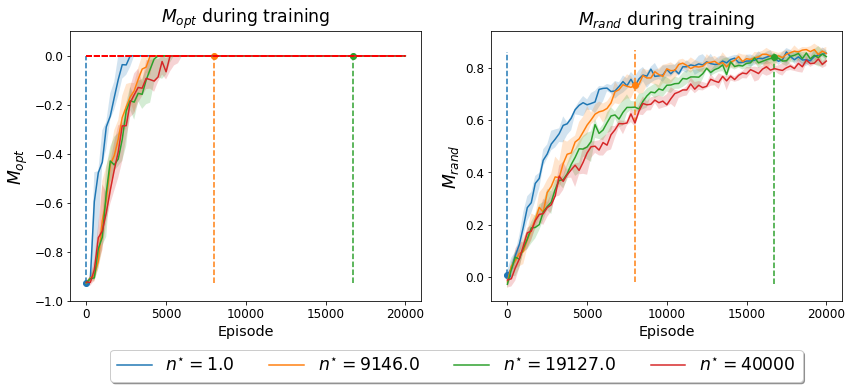 M_opt during training
M_rand during training
0.0
−0.2
−0.4
−0.6
−0.8
−1.0
M_opt
0 5000 10000 15000 20000
Episode
0.8
0.6
0.4
0.2
0.0
M_rand
0 5000 10000 15000 20000
Episode
n* = 1.0 n* = 9146.0 n* = 19127.0 n* = 40000